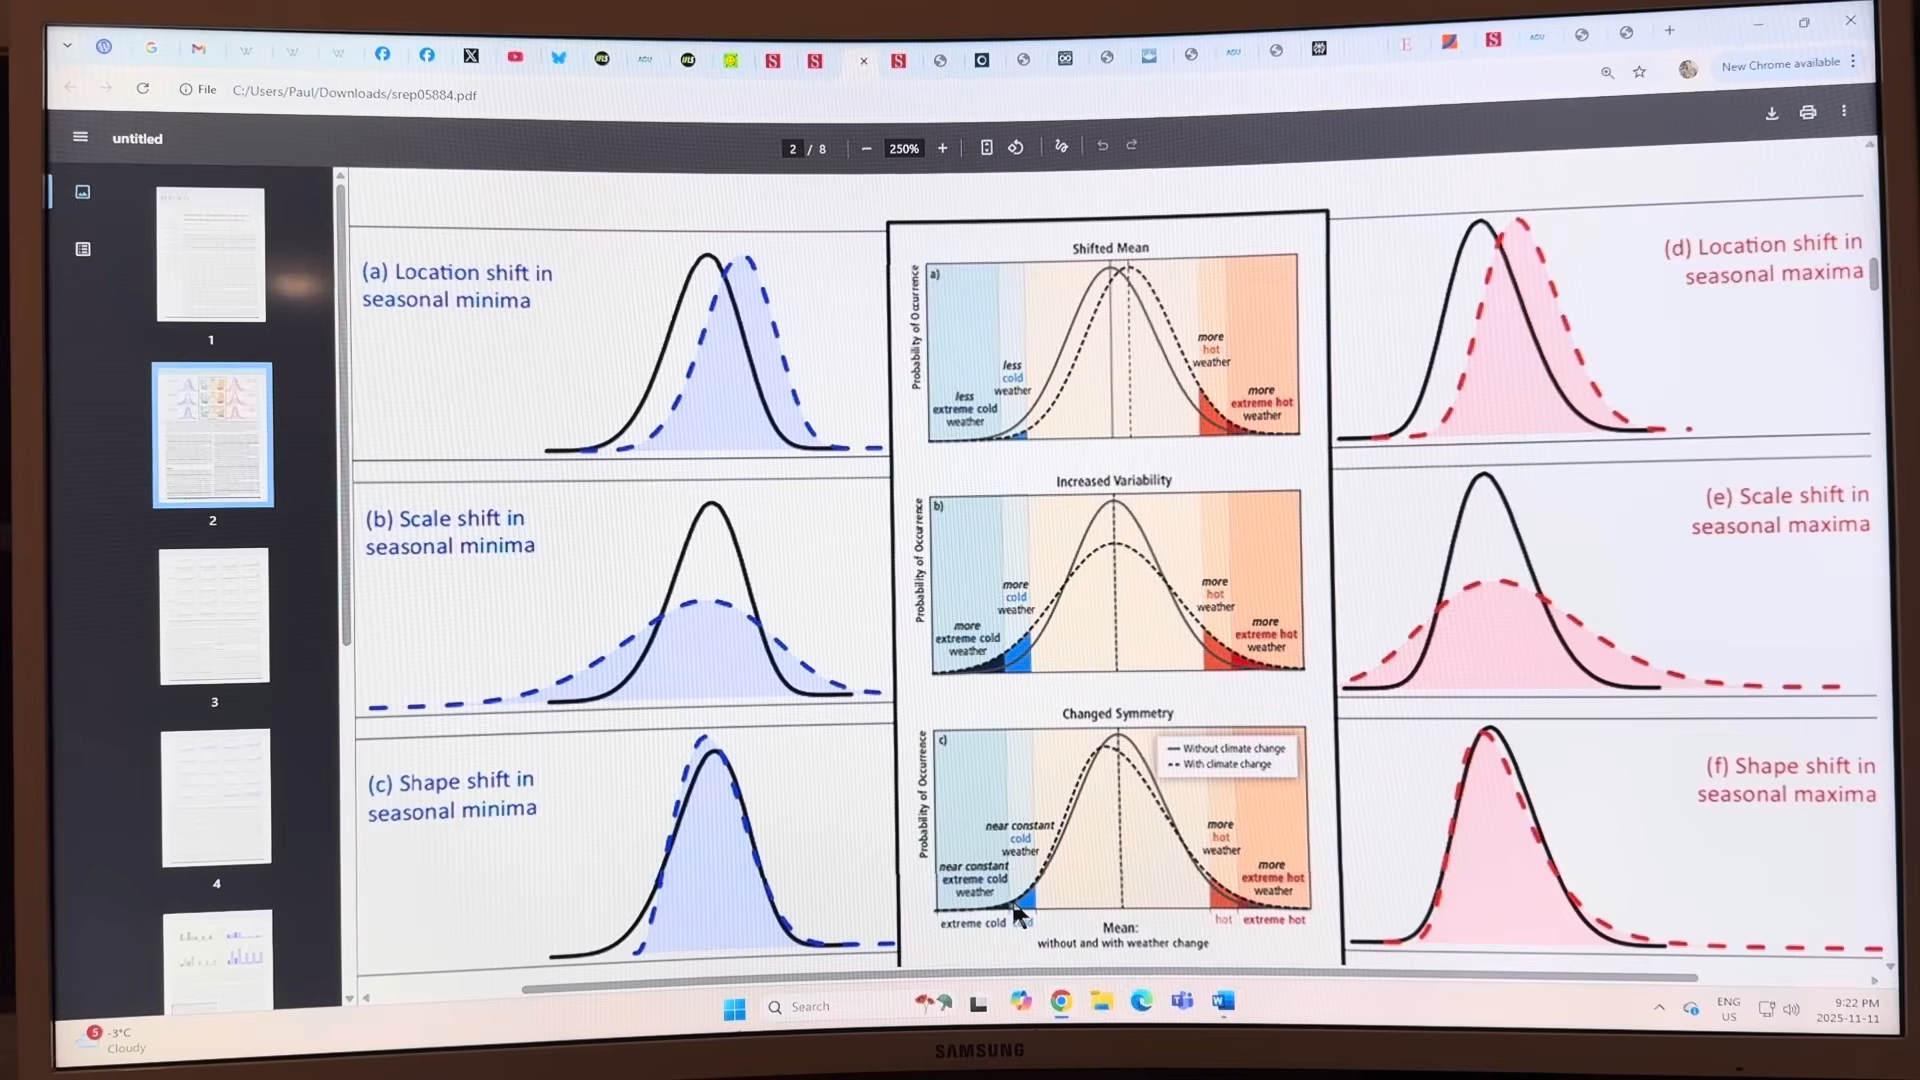 New Chrome available
File
C:/Users/Paul/Downloads/srep05884.pdf
untitled
2 / 8
250%
1
2
3
4
(a) Location shift in
seasonal minima
(b) Scale shift in
seasonal minima
(c) Shape shift in
seasonal minima
Shifted Mean
Probability of Occurrence
a)
less
extreme cold
weather
less
cold
weather
more
hot
weather
more
extreme hot
weather
Increased Variability
Probability of Occurrence
b)
more
extreme cold
weather
more
cold
weather
more
hot
weather
more
extreme hot
weather
Changed Symmetry
Probability of Occurrence
c)
Without climate change
With climate change
near constant
cold
weather
near constant
extreme cold
weather
more
hot
weather
more
extreme hot
weather
extreme cold
hot
extreme hot
Mean:
without and with weather change
(d) Location shift in
seasonal maxima
(e) Scale shift in
seasonal maxima
(f) Shape shift in
seasonal maxima
5
-3°C
Cloudy
Search
ENG
US
9:22 PM
2025-11-11
SAMSUNG